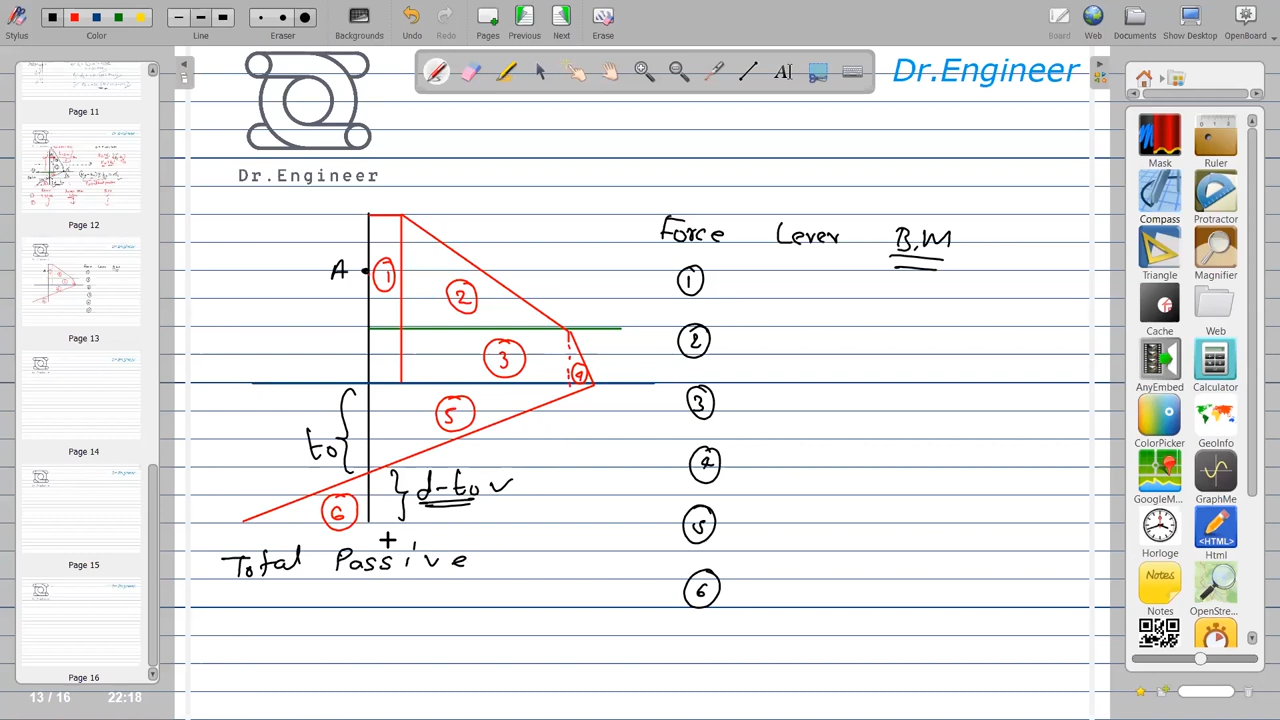 Stylus
Color
Line
Eraser
Backgrounds
Undo
Redo
Pages
Previous
Next
Erase
Board
Web
Documents
Show Desktop
OpenBoard
Page 11
Dr.Engineer
Page 12
Page 13
Page 14
Page 15
Page 16
13 / 16 22:18
Dr.Engineer
Dr.Engineer
Force Lever B.M
A 1 2 3 4 5 6
to
d-to
Total Passive
1
2
3
4
5
6
Mask Ruler
Compass Protractor
Triangle Magnifier
Cache Web
AnyEmbed Calculator
ColorPicker GeoInfo
GoogleM... GraphMe
Horloge Html
Notes
Notes OpenStre...